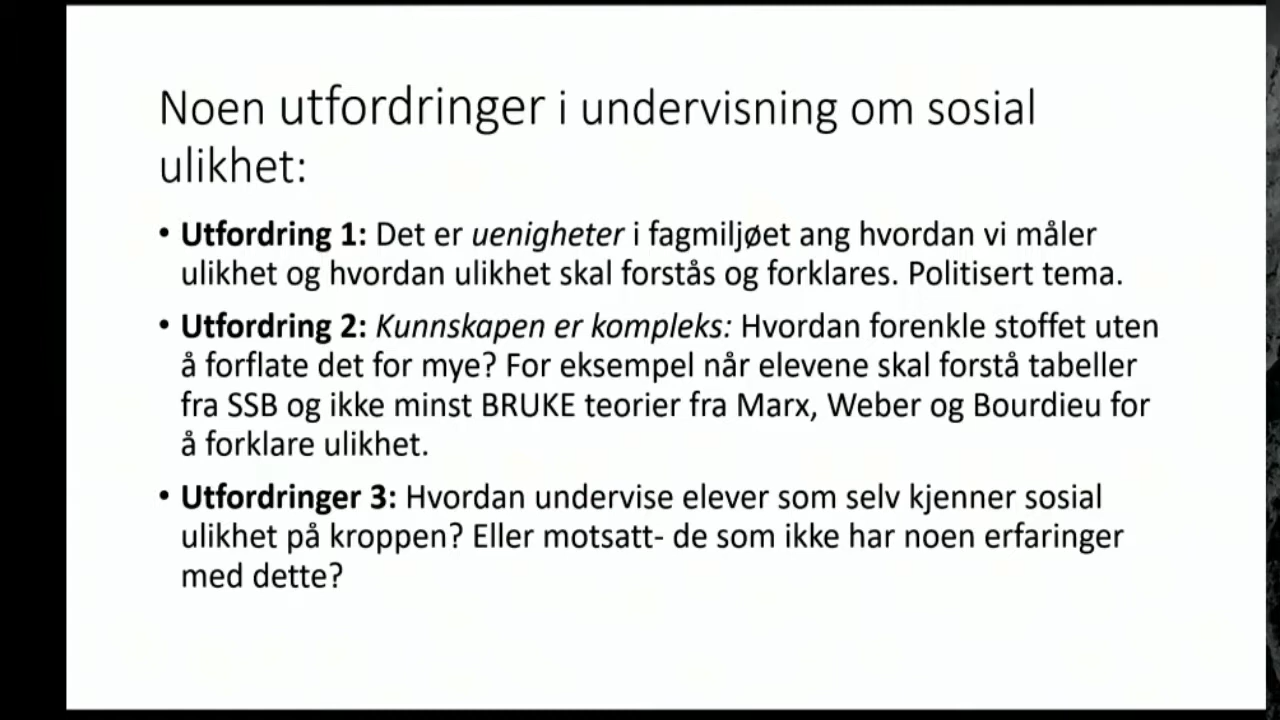 Noen utfordringer i undervisning om sosial
ulikhet:
• Utfordring 1: Det er uenigheter i fagmiljøet ang hvordan vi måler
ulikhet og hvordan ulikhet skal forstås og forklares. Politisert tema.
• Utfordring 2: Kunnskapen er kompleks: Hvordan forenkle stoffet uten
å forflate det for mye? For eksempel når elevene skal forstå tabeller
fra SSB og ikke minst BRUKE teorier fra Marx, Weber og Bourdieu for
å forklare ulikhet.
• Utfordringer 3: Hvordan undervise elever som selv kjenner sosial
ulikhet på kroppen? Eller motsatt- de som ikke har noen erfaringer
med dette?